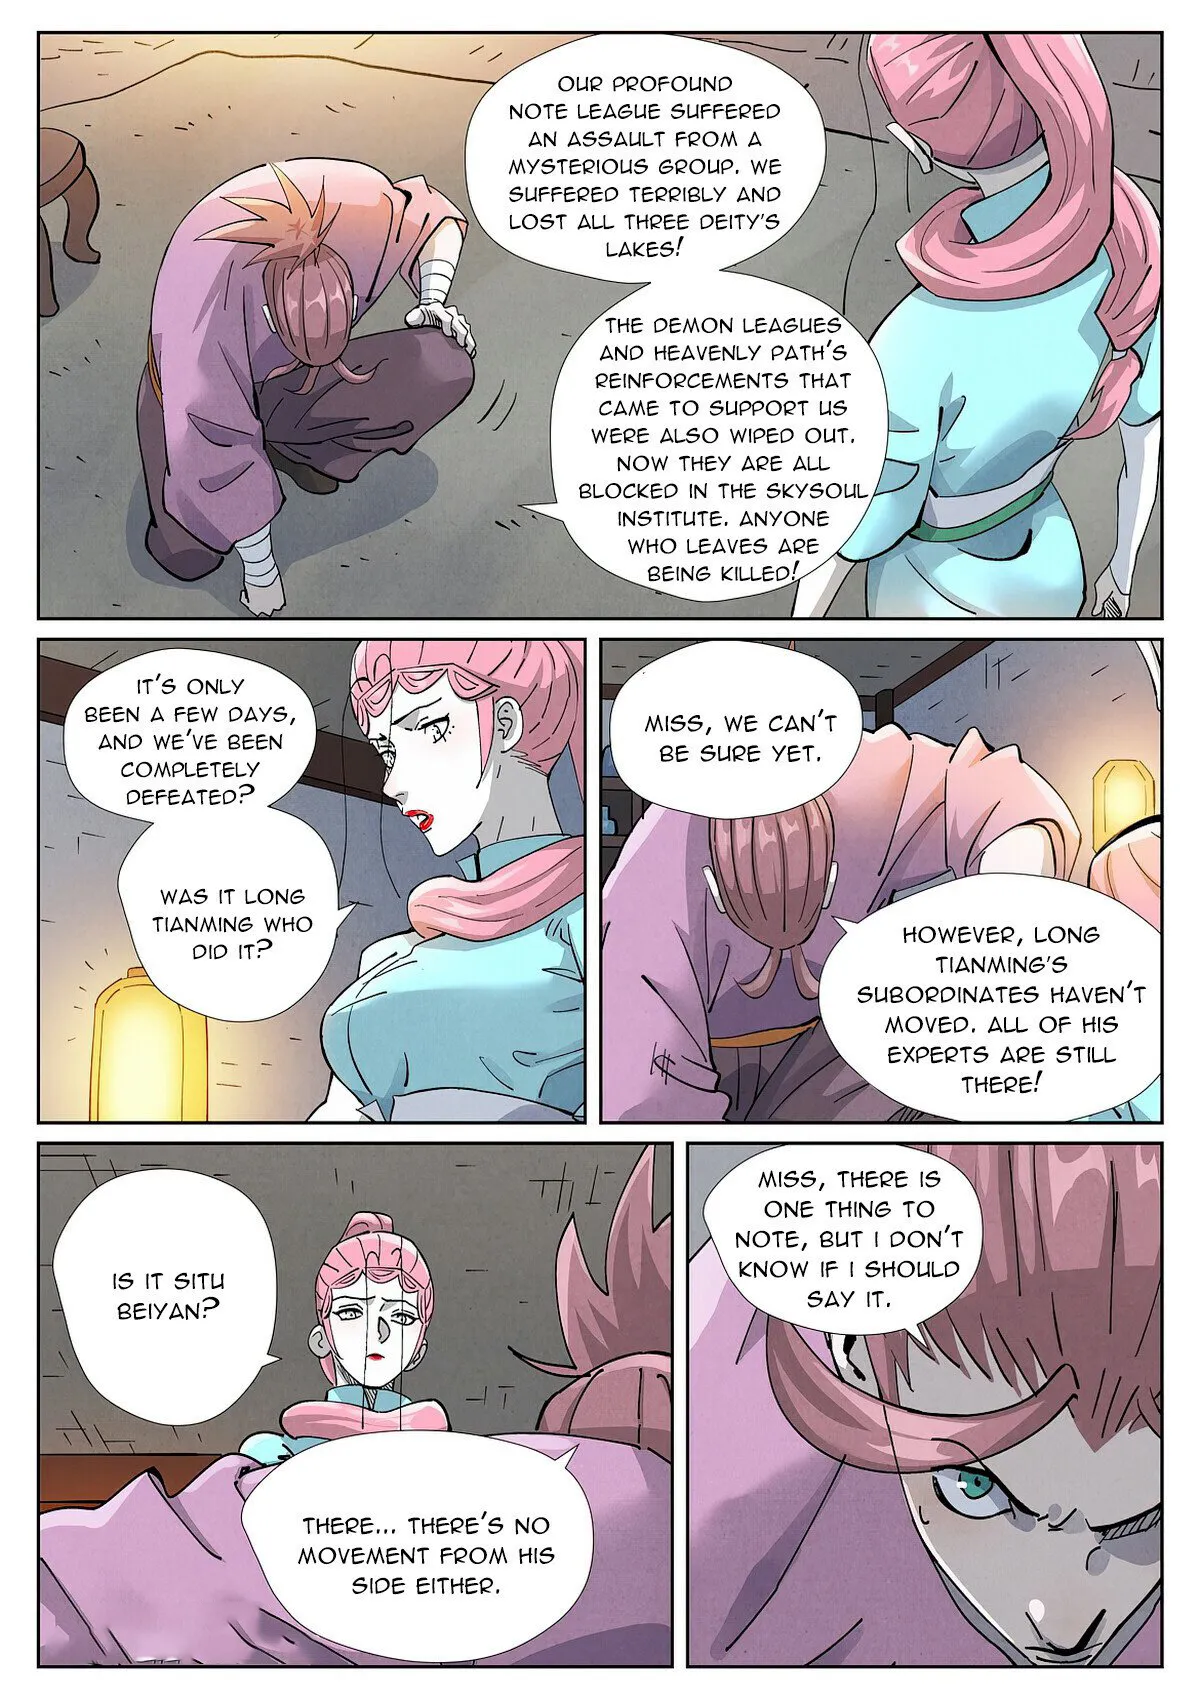 OUR PROFOUND
NOTE LEAGUE SUFFERED
AN ASSAULT FROM A
MYSTERIOUS GROUP. WE
SUFFERED TERRIBLY AND
LOST ALL THREE DEITY'S
LAKES!
THE DEMON LEAGUES
AND HEAVENLY PATH'S
REINFORCEMENTS THAT
CAME TO SUPPORT US
WERE ALSO WIPED OUT.
NOW THEY ARE ALL
BLOCKED IN THE SKYSOUL
INSTITUTE. ANYONE
WHO LEAVES ARE
BEING KILLED!
IT'S ONLY
BEEN A FEW DAYS,
AND WE'VE BEEN
COMPLETELY
DEFEATED?
WAS IT LONG
TIANMING WHO
DID IT?
MISS, WE CAN'T
BE SURE YET.
HOWEVER, LONG
TIANMING'S
SUBORDINATES HAVEN'T
MOVED. ALL OF HIS
EXPERTS ARE STILL
THERE!
IS IT SITU
BEIYAN?
THERE... THERE'S NO
MOVEMENT FROM HIS
SIDE EITHER.
MISS, THERE IS
ONE THING TO
NOTE, BUT I DON'T
KNOW IF I SHOULD
SAY IT.